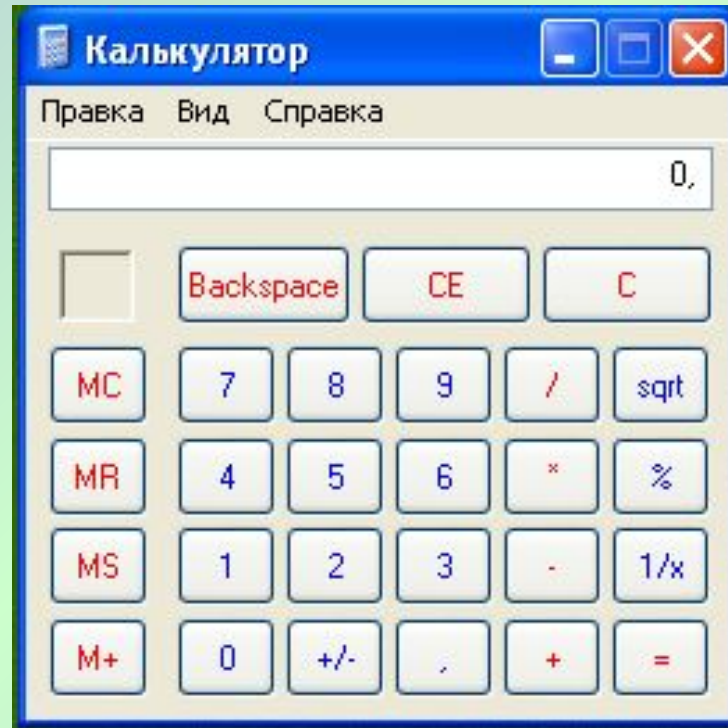 Калькулятор
Правка Вид Справка
0,
Backspace CE C
MC 7 8 9 / sqrt
MR 4 5 6 * %
MS 1 2 3 - 1/x
M+ 0 +/- , + =